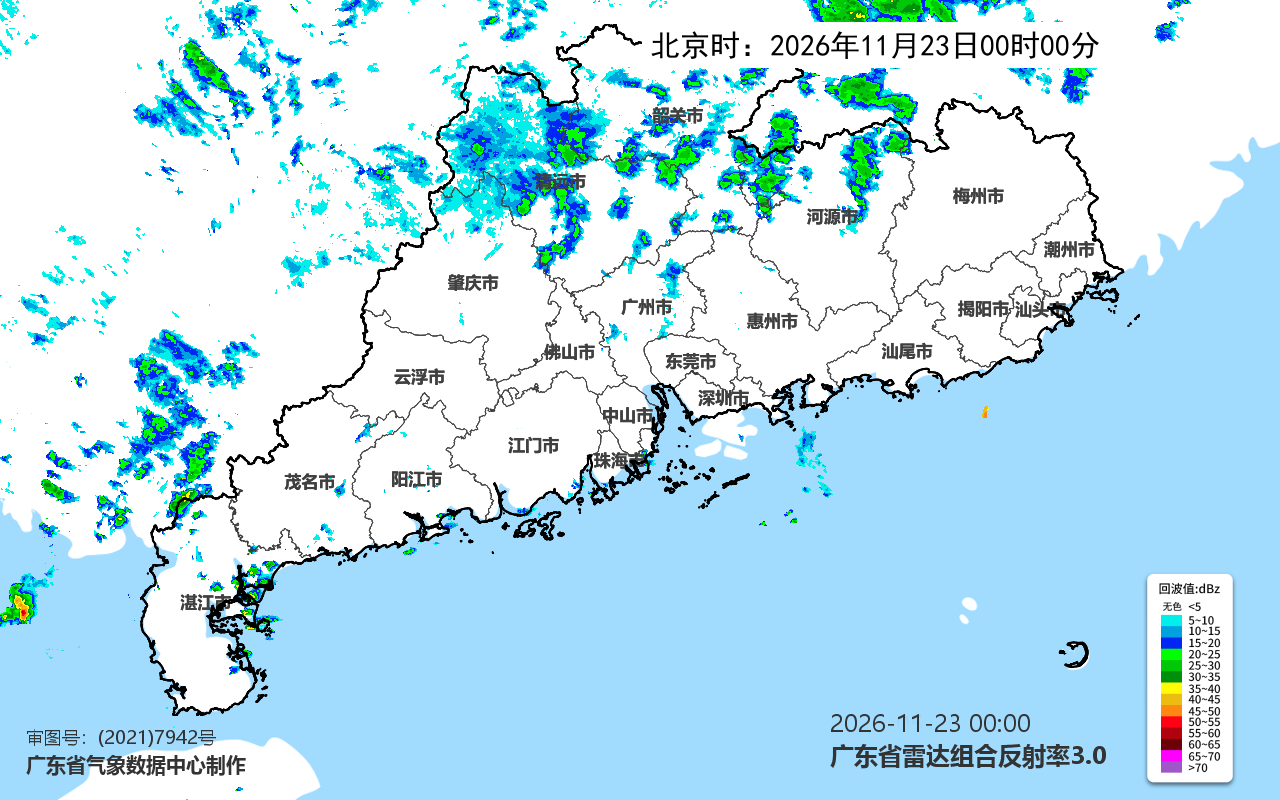 北京时：2026年11月23日00时00分
韶关市
清远市
梅州市
河源市
潮州市
肇庆市
广州市
揭阳市
汕头市
惠州市
佛山市
汕尾市
东莞市
云浮市
深圳市
中山市
江门市
珠海市
阳江市
茂名市
湛江市
回波值:dBz
无色 <5
5~10
10~15
15~20
20~25
25~30
30~35
35~40
40~45
45~50
50~55
55~60
60~65
65~70
>70
2026-11-23 00:00
广东省雷达组合反射率3.0
审图号：(2021)7942号
广东省气象数据中心制作